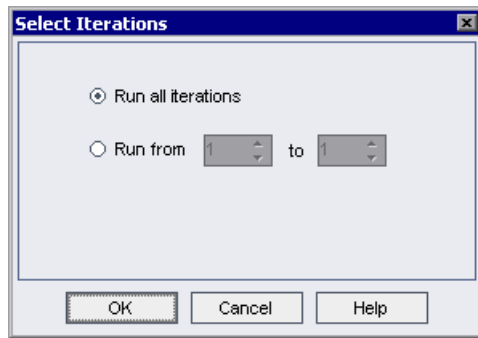 Select Iterations
Run all iterations
Run from 1 to 1
OK Cancel Help